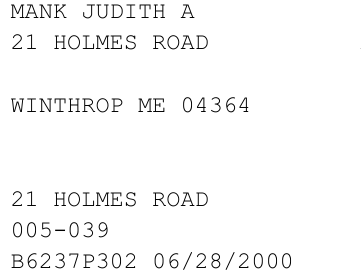 MANK JUDITH A
21 HOLMES ROAD
WINTHROP ME 04364
21 HOLMES ROAD
005-039
B6237P302 06/28/2000